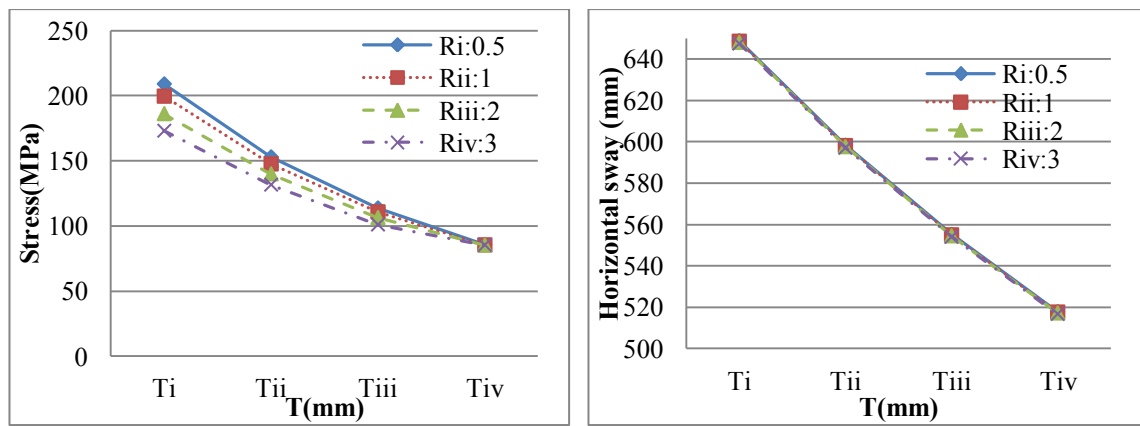 Stress(MPa)
250
200
150
100
50
0
Ri:0.5
Rii:1
Riii:2
Riv:3
Ti Tii Tiii Tiv
T(mm)
Horizontal sway (mm)
640
620
600
580
560
540
520
500
Ri:0.5
Rii:1
Riii:2
Riv:3
Ti Tii Tiii Tiv
T(mm)